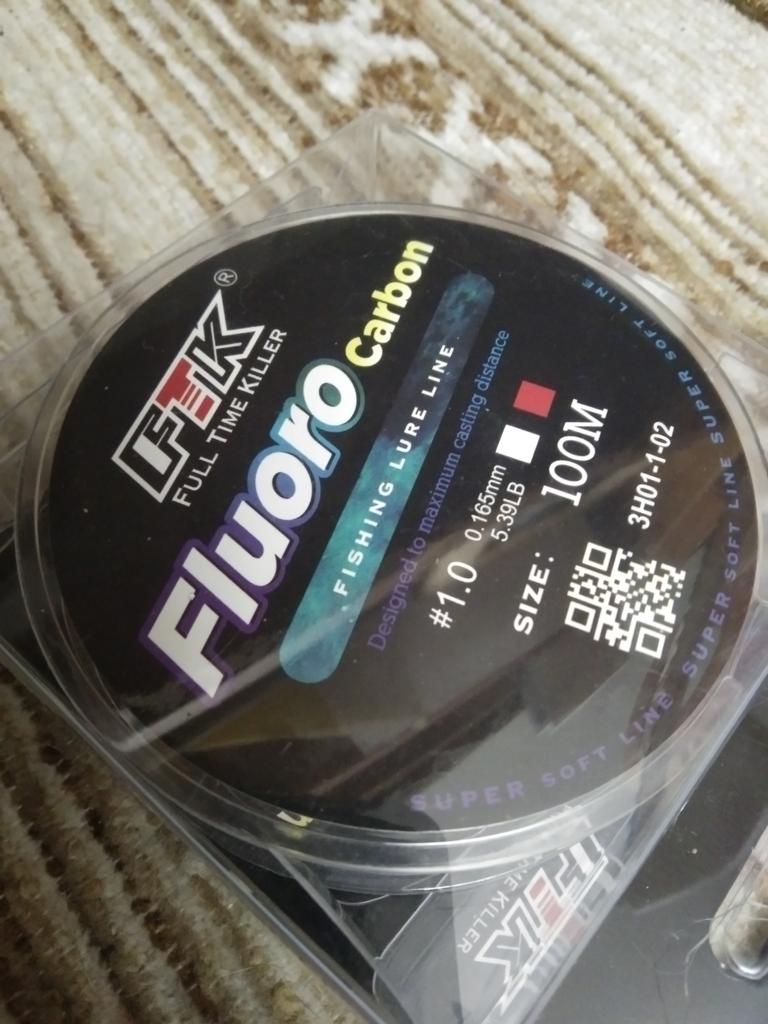 FTK®
FULL TIME KILLER
Fluoro Carbon
FISHING LURE LINE
Designed to maximum casting distance
#1.0
0.165mm
5.39LB
SIZE: 100M
3H01-1-02
SUPER SOFT LINE SUPER SOFT LINE SUPER SOFT LINE
FTK
TIME KILLER